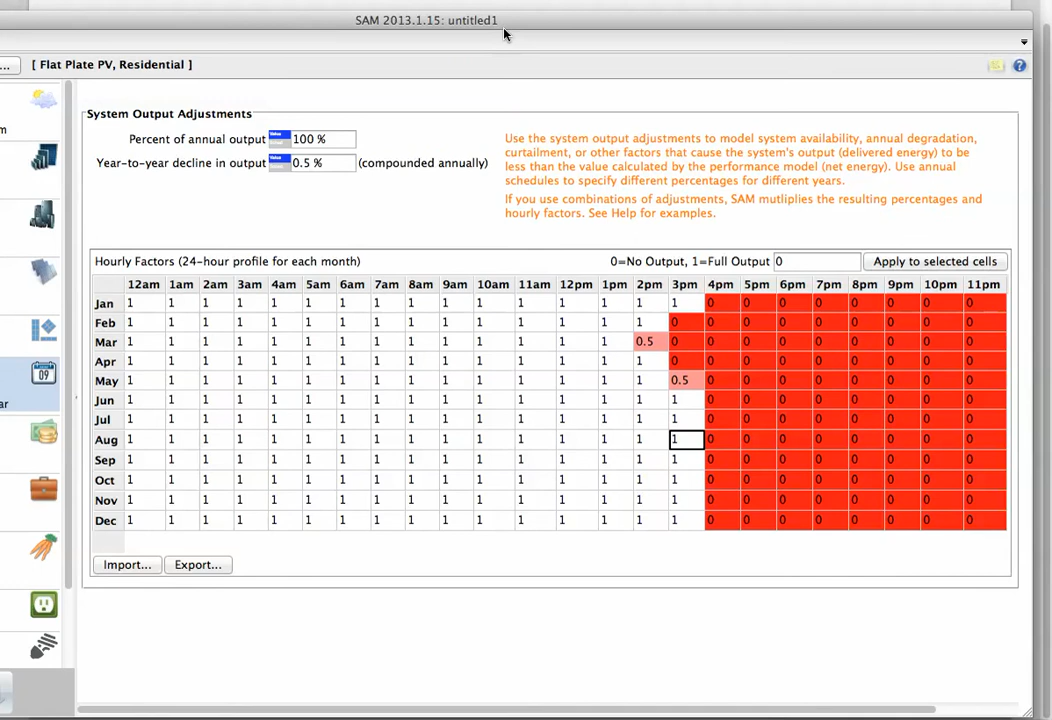 SAM 2013.1.15: untitled1
... [ Flat Plate PV, Residential ]
m
System Output Adjustments
Percent of annual output Value 100 %
Year-to-year decline in output Value 0.5 % (compounded annually)
Use the system output adjustments to model system availability, annual degradation,
curtailment, or other factors that cause the system's output (delivered energy) to be
less than the value calculated by the performance model (net energy). Use annual
schedules to specify different percentages for different years.
If you use combinations of adjustments, SAM mutliplies the resulting percentages and
hourly factors. See Help for examples.
Hourly Factors (24-hour profile for each month) 0=No Output, 1=Full Output 0 Apply to selected cells
12am 1am 2am 3am 4am 5am 6am 7am 8am 9am 10am 11am 12pm 1pm 2pm 3pm 4pm 5pm 6pm 7pm 8pm 9pm 10pm 11pm
Jan 1 1 1 1 1 1 1 1 1 1 1 1 1 1 1 1 0 0 0 0 0 0 0 0
Feb 1 1 1 1 1 1 1 1 1 1 1 1 1 1 1 0 0 0 0 0 0 0 0 0
Mar 1 1 1 1 1 1 1 1 1 1 1 1 1 1 0.5 0 0 0 0 0 0 0 0 0
Apr 1 1 1 1 1 1 1 1 1 1 1 1 1 1 1 0 0 0 0 0 0 0 0 0
May 1 1 1 1 1 1 1 1 1 1 1 1 1 1 1 0.5 0 0 0 0 0 0 0 0
Jun 1 1 1 1 1 1 1 1 1 1 1 1 1 1 1 1 0 0 0 0 0 0 0 0
09
ar
Jul 1 1 1 1 1 1 1 1 1 1 1 1 1 1 1 1 0 0 0 0 0 0 0 0
Aug 1 1 1 1 1 1 1 1 1 1 1 1 1 1 1 1 0 0 0 0 0 0 0 0
Sep 1 1 1 1 1 1 1 1 1 1 1 1 1 1 1 1 0 0 0 0 0 0 0 0
Oct 1 1 1 1 1 1 1 1 1 1 1 1 1 1 1 1 0 0 0 0 0 0 0 0
Nov 1 1 1 1 1 1 1 1 1 1 1 1 1 1 1 1 0 0 0 0 0 0 0 0
Dec 1 1 1 1 1 1 1 1 1 1 1 1 1 1 1 1 0 0 0 0 0 0 0 0
Import... Export...